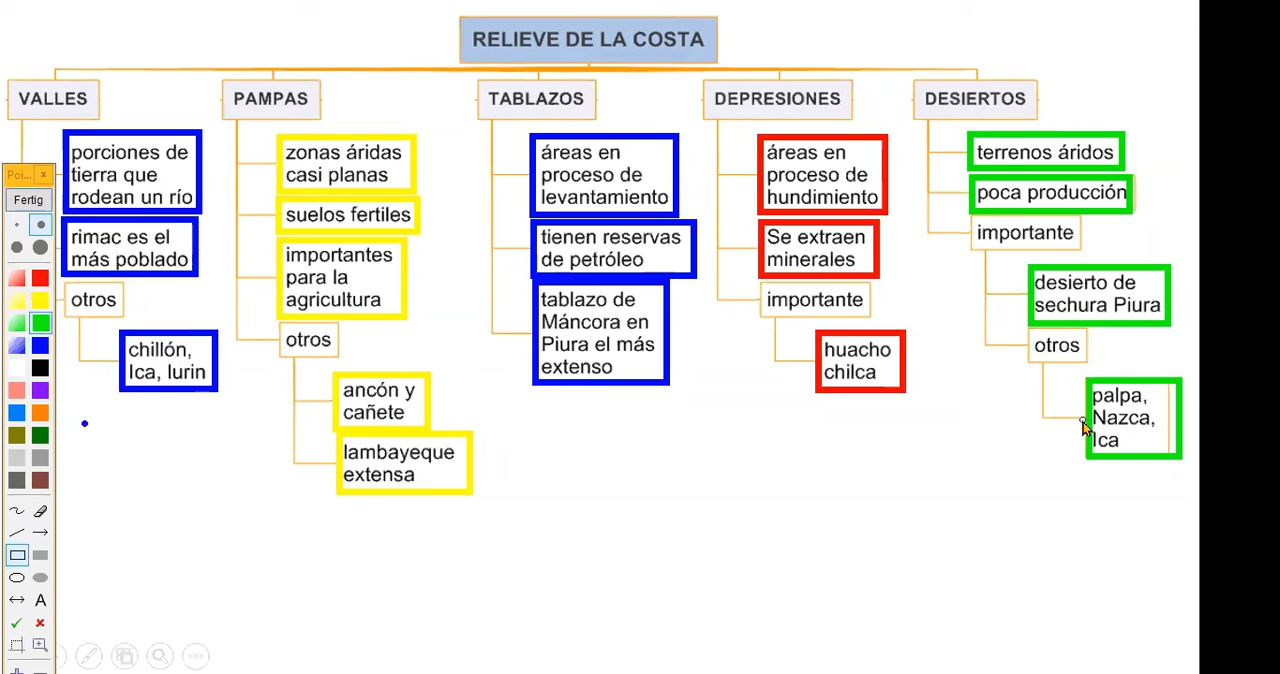 RELIEVE DE LA COSTA
VALLES
porciones de
tierra que
rodean un río
rimac es el
más poblado
otros
chillón,
Ica, lurin
PAMPAS
zonas áridas
casi planas
suelos fertiles
importantes
para la
agricultura
otros
ancón y
cañete
lambayeque
extensa
TABLAZOS
áreas en
proceso de
levantamiento
tienen reservas
de petróleo
tablazo de
Máncora en
Piura el más
extenso
DEPRESIONES
áreas en
proceso de
hundimiento
Se extraen
minerales
importante
huacho
chilca
DESIERTOS
terrenos áridos
poca producción
importante
desierto de
sechura Piura
otros
palpa,
Nazca,
Ica
Poi...
Fertig
A